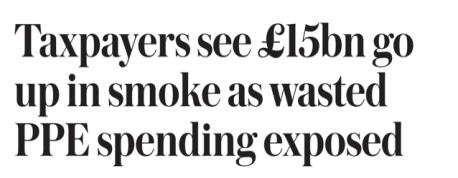 Taxpayers see £15bn go
up in smoke as wasted
PPE spending exposed